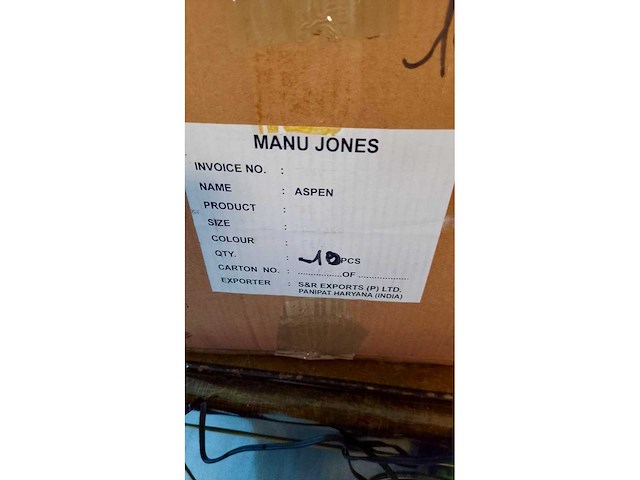 MANU JONES
INVOICE NO. :
NAME : ASPEN
PRODUCT :
SIZE :
COLOUR :
QTY. : 10 PCS
CARTON NO. : .................OF ...................
EXPORTER : S&R EXPORTS (P) LTD.
PANIPAT HARYANA (INDIA)